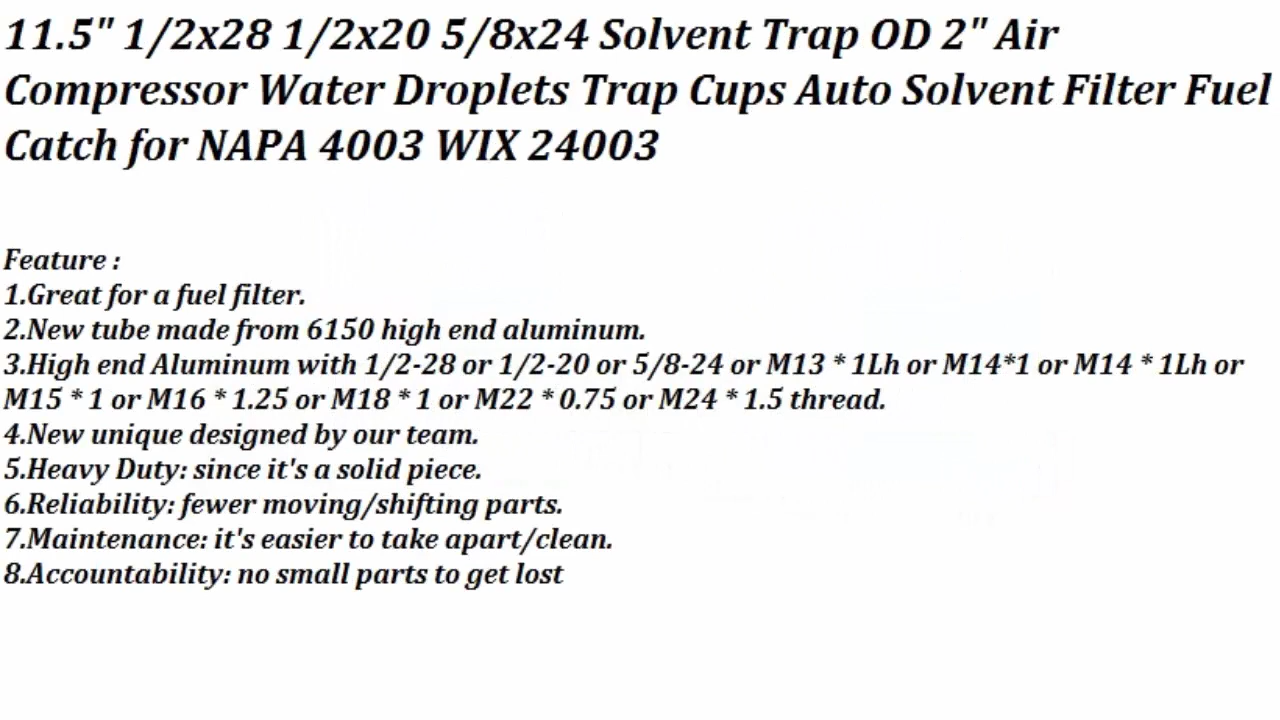 11.5" 1/2x28 1/2x20 5/8x24 Solvent Trap OD 2" Air
Compressor Water Droplets Trap Cups Auto Solvent Filter Fuel
Catch for NAPA 4003 WIX 24003
Feature :
1.Great for a fuel filter.
2.New tube made from 6150 high end aluminum.
3.High end Aluminum with 1/2-28 or 1/2-20 or 5/8-24 or M13 * 1Lh or M14*1 or M14 * 1Lh or
M15 * 1 or M16 * 1.25 or M18 * 1 or M22 * 0.75 or M24 * 1.5 thread.
4.New unique designed by our team.
5.Heavy Duty: since it's a solid piece.
6.Reliability: fewer moving/shifting parts.
7.Maintenance: it's easier to take apart/clean.
8.Accountability: no small parts to get lost